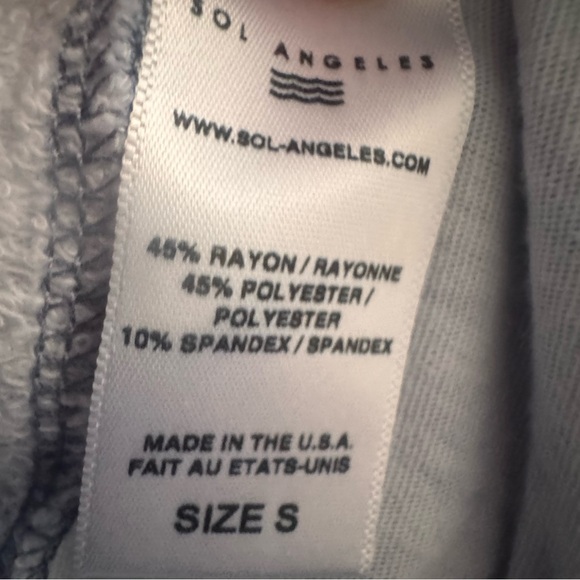 SOL ANGELES
WWW.SOL-ANGELES.COM
45% RAYON / RAYONNE
45% POLYESTER /
POLYESTER
10% SPANDEX / SPANDEX
MADE IN THE U.S.A.
FAIT AU ETATS-UNIS
SIZE S